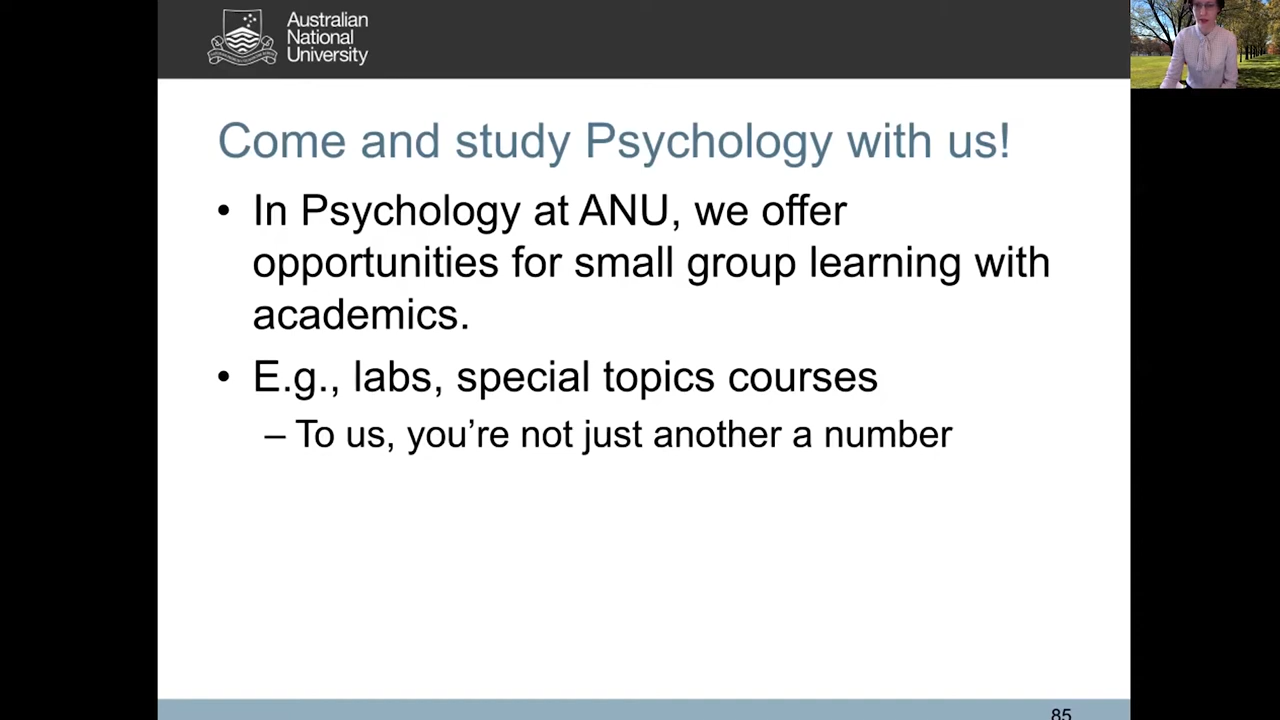 Australian
National
University
Come and study Psychology with us!
• In Psychology at ANU, we offer
opportunities for small group learning with
academics.
• E.g., labs, special topics courses
– To us, you’re not just another a number
85